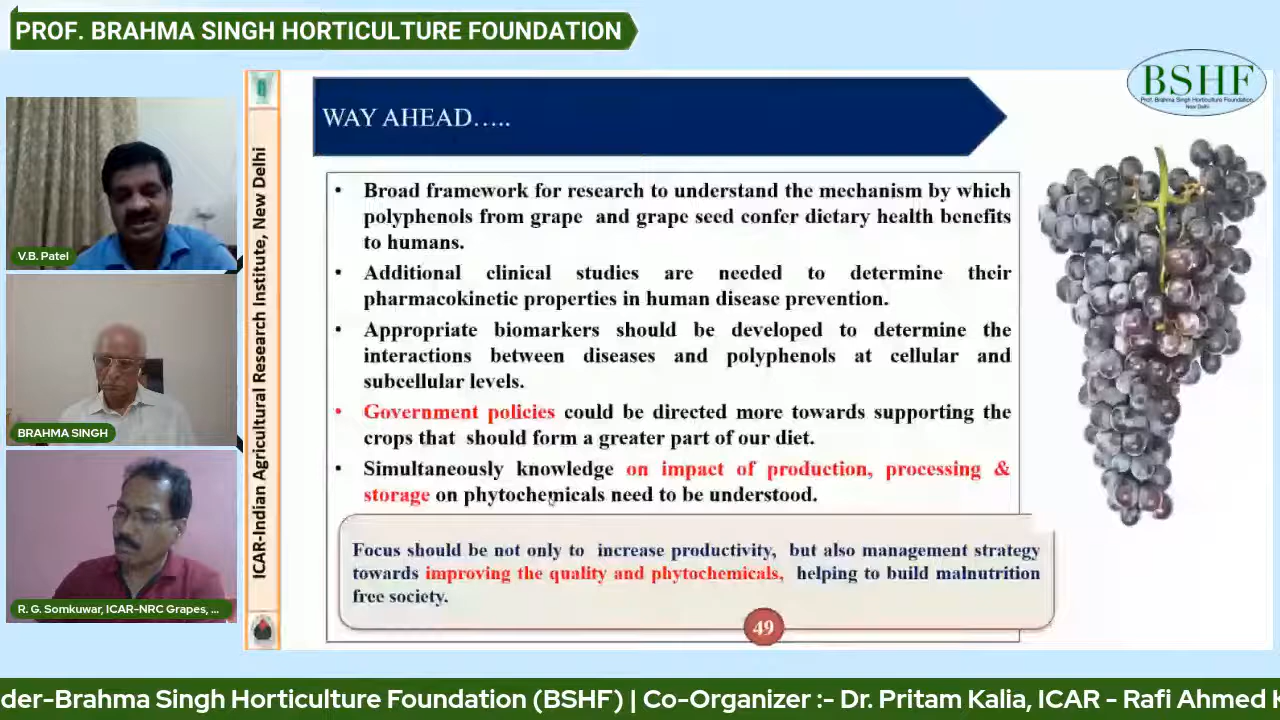 PROF. BRAHMA SINGH HORTICULTURE FOUNDATION
BSHF
Prof. Brahma Singh Horticulture Foundation
New Delhi
V.B. Patel
BRAHMA SINGH
R. G. Somkuwar, ICAR-NRC Grapes, ...
ICAR-Indian Agricultural Research Institute, New Delhi
WAY AHEAD.....
• Broad framework for research to understand the mechanism by which
polyphenols from grape and grape seed confer dietary health benefits
to humans.
• Additional clinical studies are needed to determine their
pharmacokinetic properties in human disease prevention.
• Appropriate biomarkers should be developed to determine the
interactions between diseases and polyphenols at cellular and
subcellular levels.
• Government policies could be directed more towards supporting the
crops that should form a greater part of our diet.
• Simultaneously knowledge on impact of production, processing &
storage on phytochemicals need to be understood.
Focus should be not only to increase productivity, but also management strategy
towards improving the quality and phytochemicals, helping to build malnutrition
free society.
49
der-Brahma Singh Horticulture Foundation (BSHF) | Co-Organizer :- Dr. Pritam Kalia, ICAR - Rafi Ahmed K